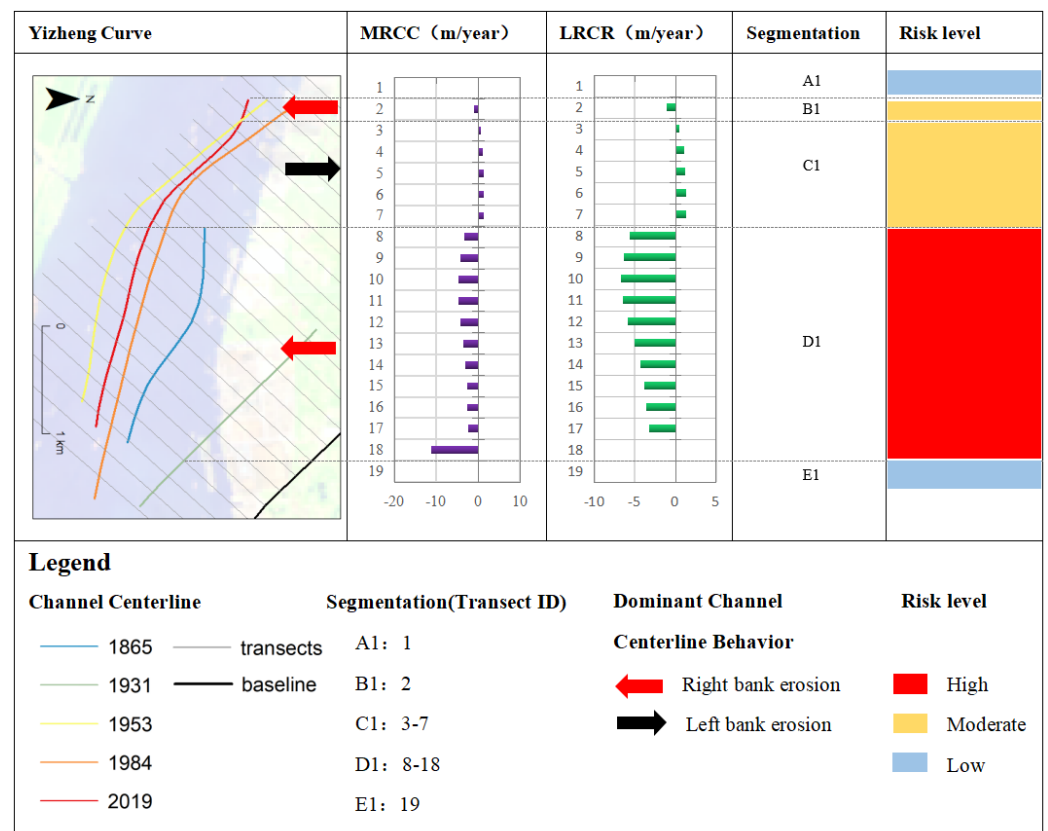 Yizheng Curve
MRCC（m/year）
LRCR（m/year）
Segmentation
Risk level
N
0
1 km
1
2
3
4
5
6
7
8
9
10
11
12
13
14
15
16
17
18
19
-20 -10 0 10
1
2
3
4
5
6
7
8
9
10
11
12
13
14
15
16
17
18
19
-10 -5 0 5
A1
B1
C1
D1
E1
Legend
Channel Centerline
1865
1931
1953
1984
2019
transects
baseline
Segmentation(Transect ID)
A1：1
B1：2
C1：3-7
D1：8-18
E1：19
Dominant Channel
Centerline Behavior
Right bank erosion
Left bank erosion
Risk level
High
Moderate
Low